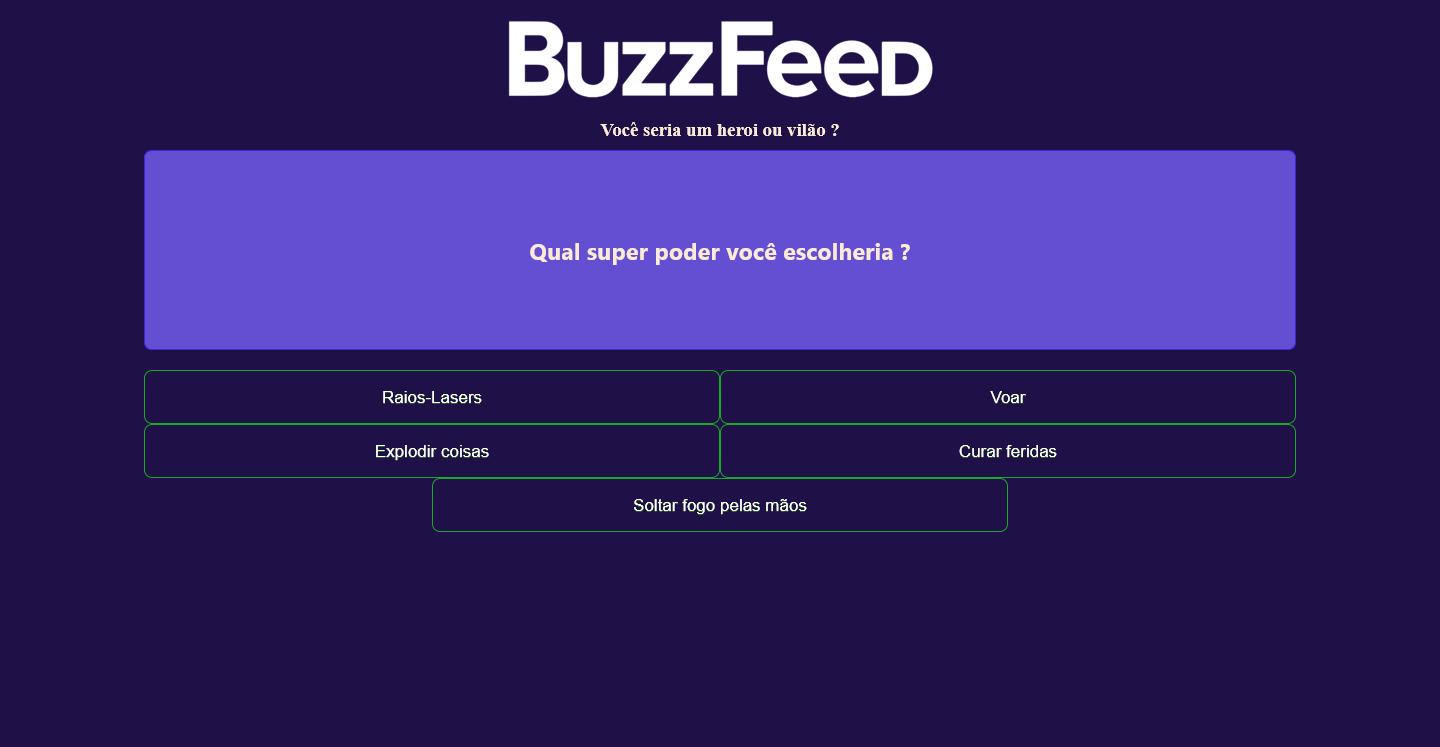 BuzzFeed
Você seria um heroi ou vilão ?
Qual super poder você escolheria ?
Raios-Lasers
Voar
Explodir coisas
Curar feridas
Soltar fogo pelas mãos